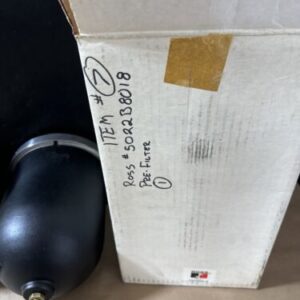 ITEM # 7
ROSS # 5022B8018
PRE-FILTER
1